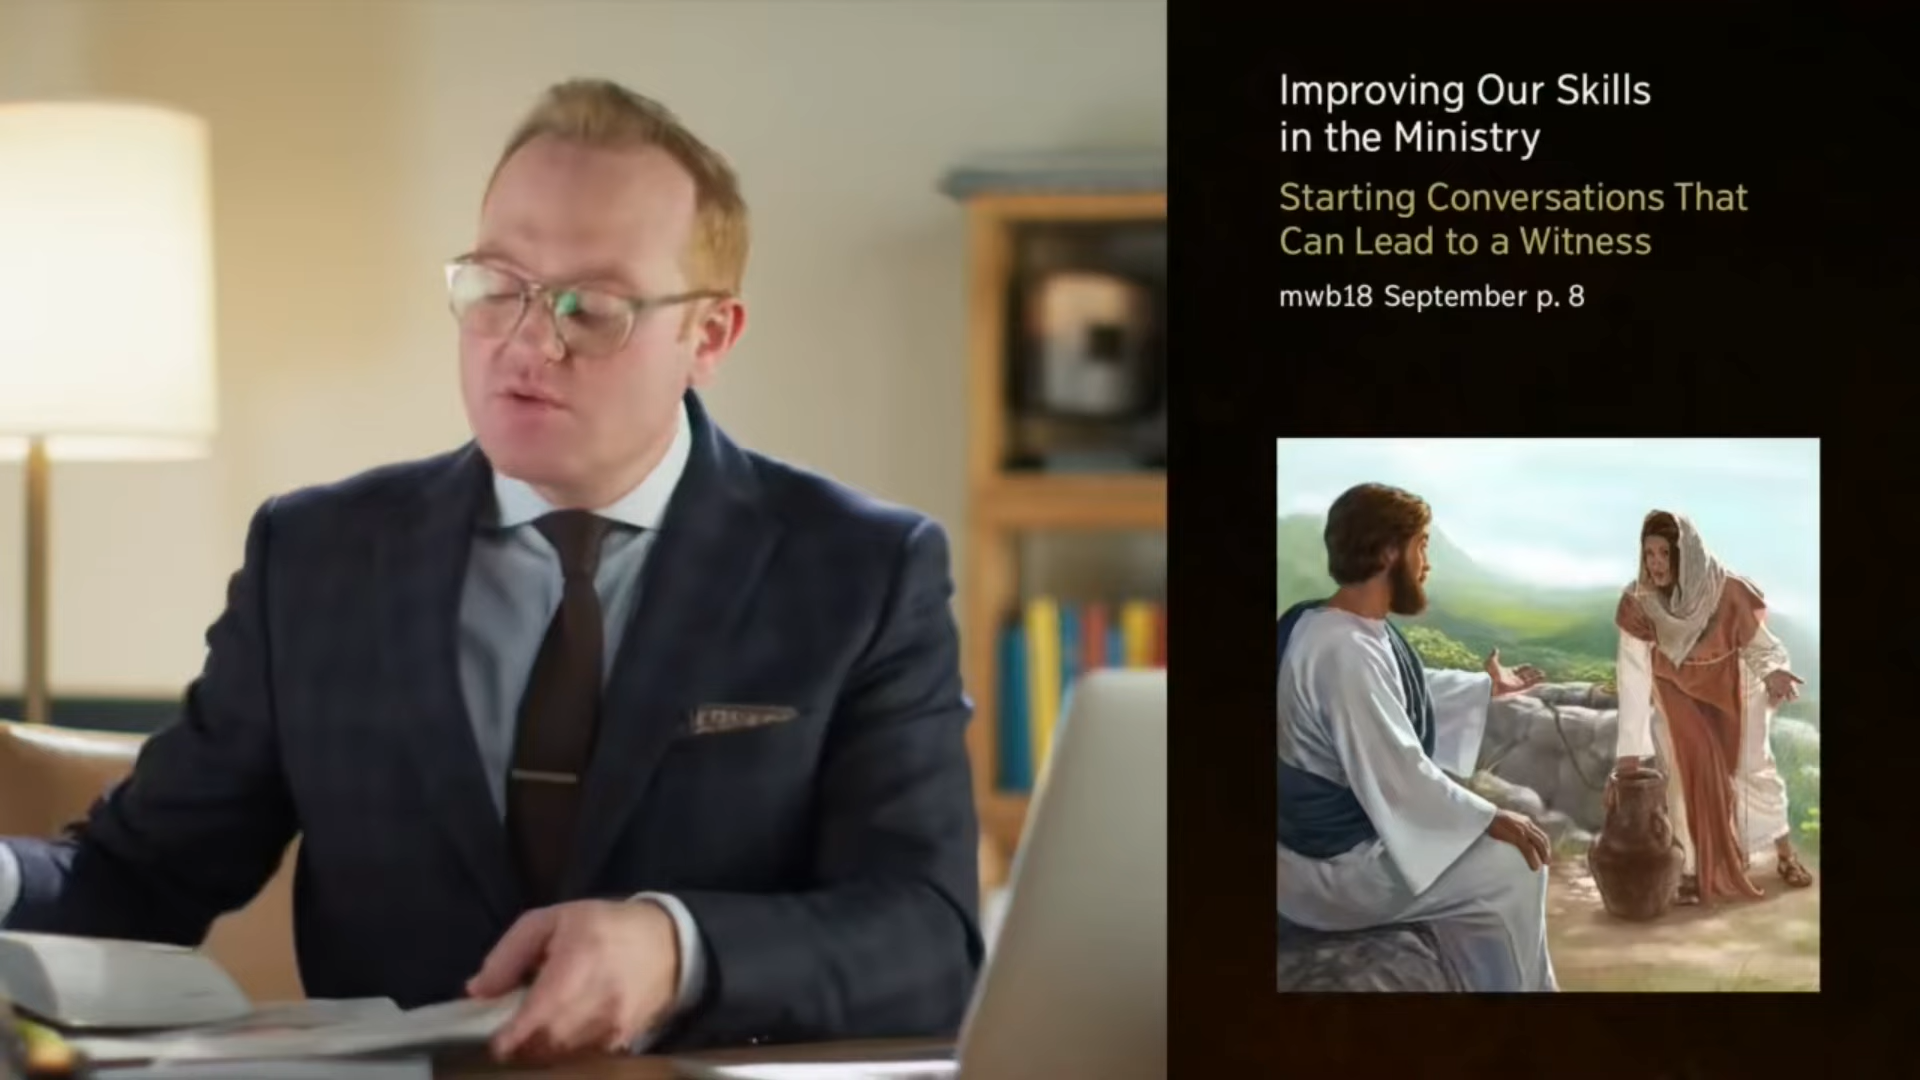 Improving Our Skills
in the Ministry
Starting Conversations That
Can Lead to a Witness
mwb18 September p. 8